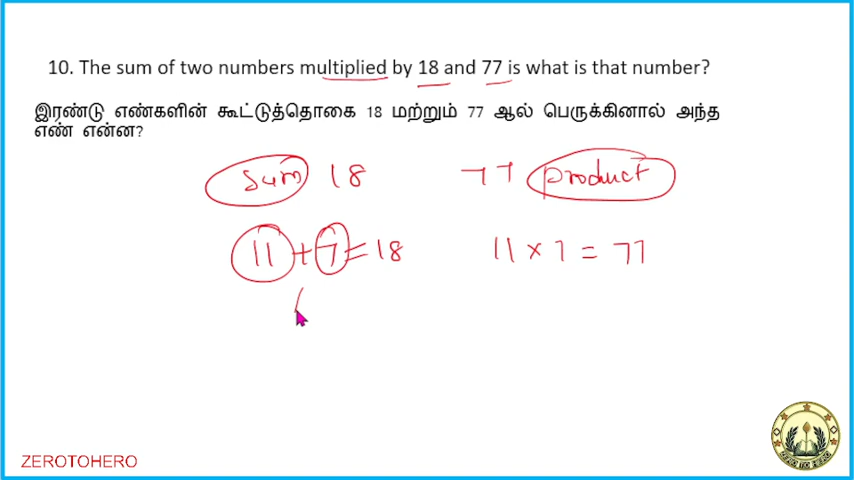 10. The sum of two numbers multiplied by 18 and 77 is what is that number?
இரண்டு எண்களின் கூட்டுத்தொகை 18 மற்றும் 77 ஆல் பெருக்கினால் அந்த
எண் என்ன?
sum 18 77 product
11 + 7 = 18 11 × 7 = 77
ZEROTOHERO